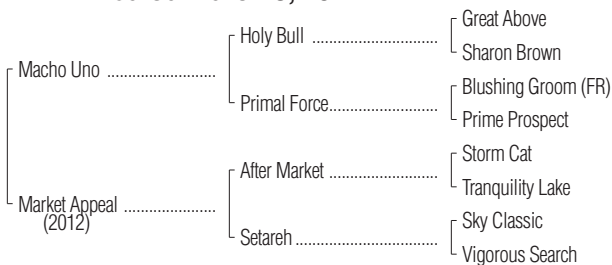 Great Above
Holy Bull ........................................
Sharon Brown
Macho Uno ..................................
Blushing Groom (FR)
Primal Force..................................
Prime Prospect
Storm Cat
After Market ..................................
Tranquility Lake
Market Appeal ............................
(2012)
Sky Classic
Setareh ............................................
Vigorous Search